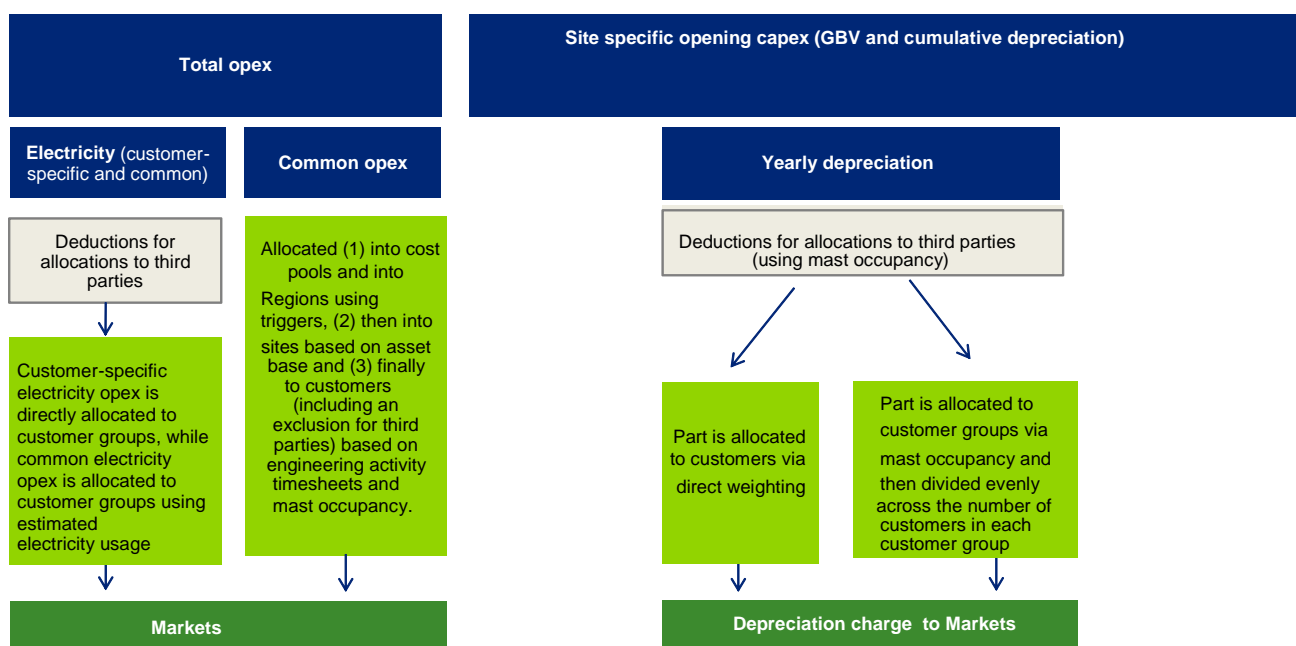 Total opex
Site specific opening capex (GBV and cumulative depreciation)
Electricity (customer-
specific and common)
Common opex
Yearly depreciation
Deductions for
allocations to third
parties
Allocated (1) into cost
pools and into
Regions using
triggers, (2) then into
sites based on asset
base and (3) finally
to customers
(including an
exclusion for third
parties) based on
engineering activity
timesheets and
mast occupancy.
Deductions for allocations to third parties
(using mast occupancy)
Customer-specific
electricity opex is
directly allocated to
customer groups, while
common electricity
opex is allocated to
customer groups using
estimated
electricity usage
Part is allocated
to customers via
direct weighting
Part is allocated to
customer groups via
mast occupancy and
then divided evenly
across the number of
customers in each
customer group
Markets
Depreciation charge to Markets